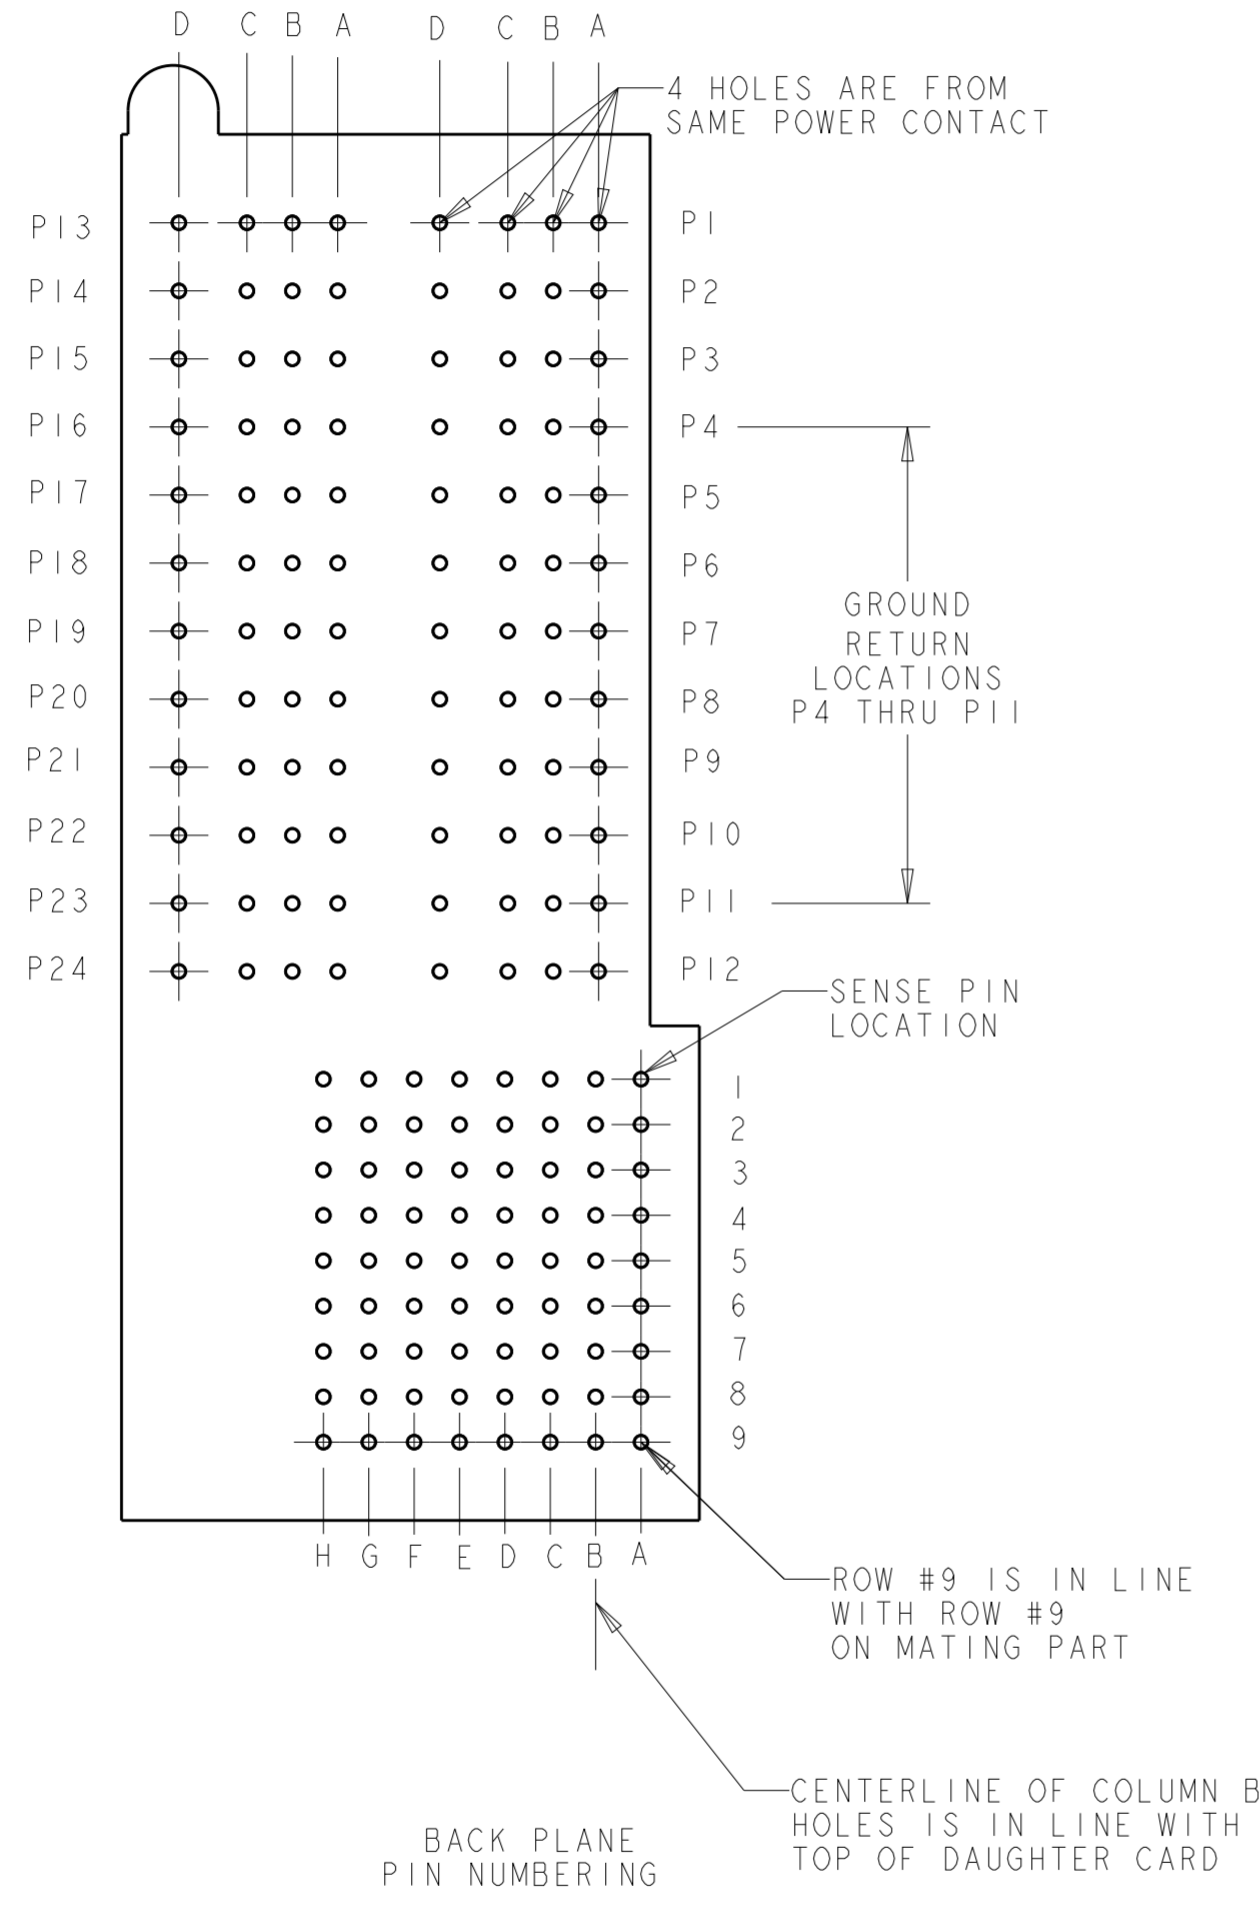 D C B A D C B A
4 HOLES ARE FROM
SAME POWER CONTACT
P13 P1
P14 P2
P15 P3
P16 P4
P17 P5
P18 P6
P19 P7
P20 P8
P21 P9
P22 P10
P23 P11
P24 P12
GROUND
RETURN
LOCATIONS
P4 THRU P11
SENSE PIN
LOCATION
1
2
3
4
5
6
7
8
9
H G F E D C B A
ROW #9 IS IN LINE
WITH ROW #9
ON MATING PART
CENTERLINE OF COLUMN B
HOLES IS IN LINE WITH
TOP OF DAUGHTER CARD
BACK PLANE
PIN NUMBERING